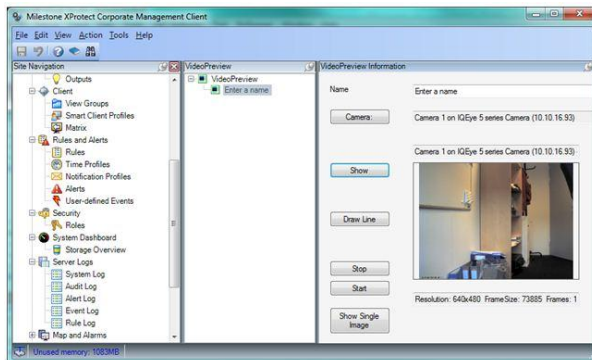 Milestone XProtect Corporate Management Client
File Edit View Action Tools Help
Site Navigation
Outputs
Client
View Groups
Smart Client Profiles
Matrix
Rules and Alerts
Rules
Time Profiles
Notification Profiles
Alerts
User-defined Events
Security
Roles
System Dashboard
Storage Overview
Server Logs
System Log
Audit Log
Alert Log
Event Log
Rule Log
Map and Alarms
Unused memory: 1083MB
VideoPreview
VideoPreview
Enter a name
VideoPreview Information
Name
Enter a name
Camera:
Camera 1 on IQEye 5 series Camera (10.10.16.93)
Camera 1 on IQEye 5 series Camera (10.10.16.93)
Show
Draw Line
Stop
Start
Resolution: 640x480 FrameSize: 73885 Frames: 1
Show Single
Image